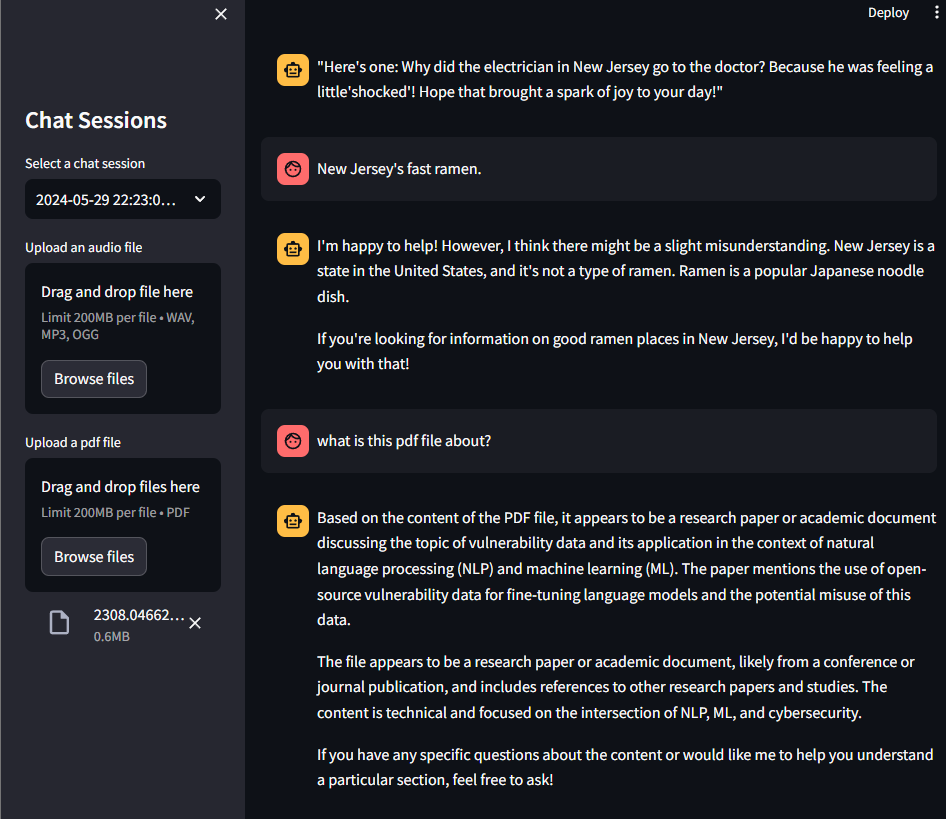 Deploy
Chat Sessions
Select a chat session
2024-05-29 22:23:0...
Upload an audio file
Drag and drop file here
Limit 200MB per file • WAV,
MP3, OGG
Browse files
Upload a pdf file
Drag and drop files here
Limit 200MB per file • PDF
Browse files
2308.04662...
0.6MB
"Here's one: Why did the electrician in New Jersey go to the doctor? Because he was feeling a
little'shocked'! Hope that brought a spark of joy to your day!"
New Jersey's fast ramen.
I'm happy to help! However, I think there might be a slight misunderstanding. New Jersey is a
state in the United States, and it's not a type of ramen. Ramen is a popular Japanese noodle
dish.
If you're looking for information on good ramen places in New Jersey, I'd be happy to help
you with that!
what is this pdf file about?
Based on the content of the PDF file, it appears to be a research paper or academic document
discussing the topic of vulnerability data and its application in the context of natural
language processing (NLP) and machine learning (ML). The paper mentions the use of open-
source vulnerability data for fine-tuning language models and the potential misuse of this
data.
The file appears to be a research paper or academic document, likely from a conference or
journal publication, and includes references to other research papers and studies. The
content is technical and focused on the intersection of NLP, ML, and cybersecurity.
If you have any specific questions about the content or would like me to help you understand
a particular section, feel free to ask!